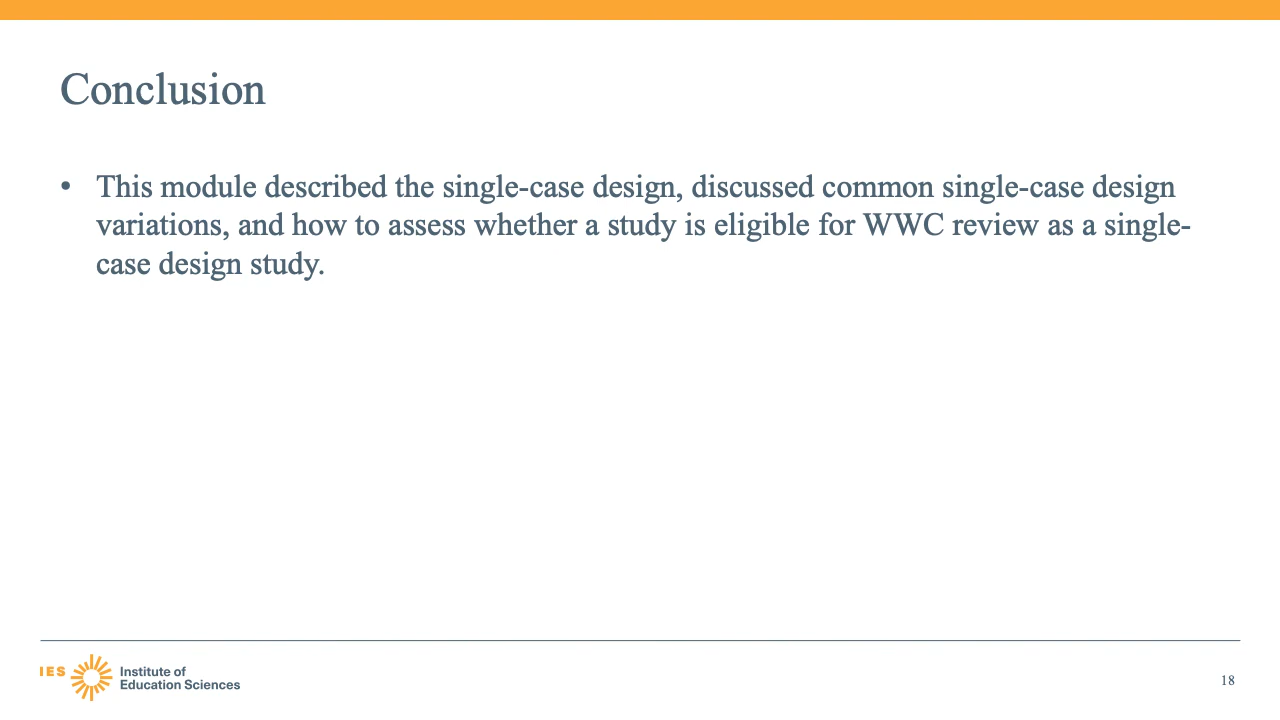 Conclusion
• This module described the single-case design, discussed common single-case design
variations, and how to assess whether a study is eligible for WWC review as a single-
case design study.
IES
Institute of
Education Sciences
18